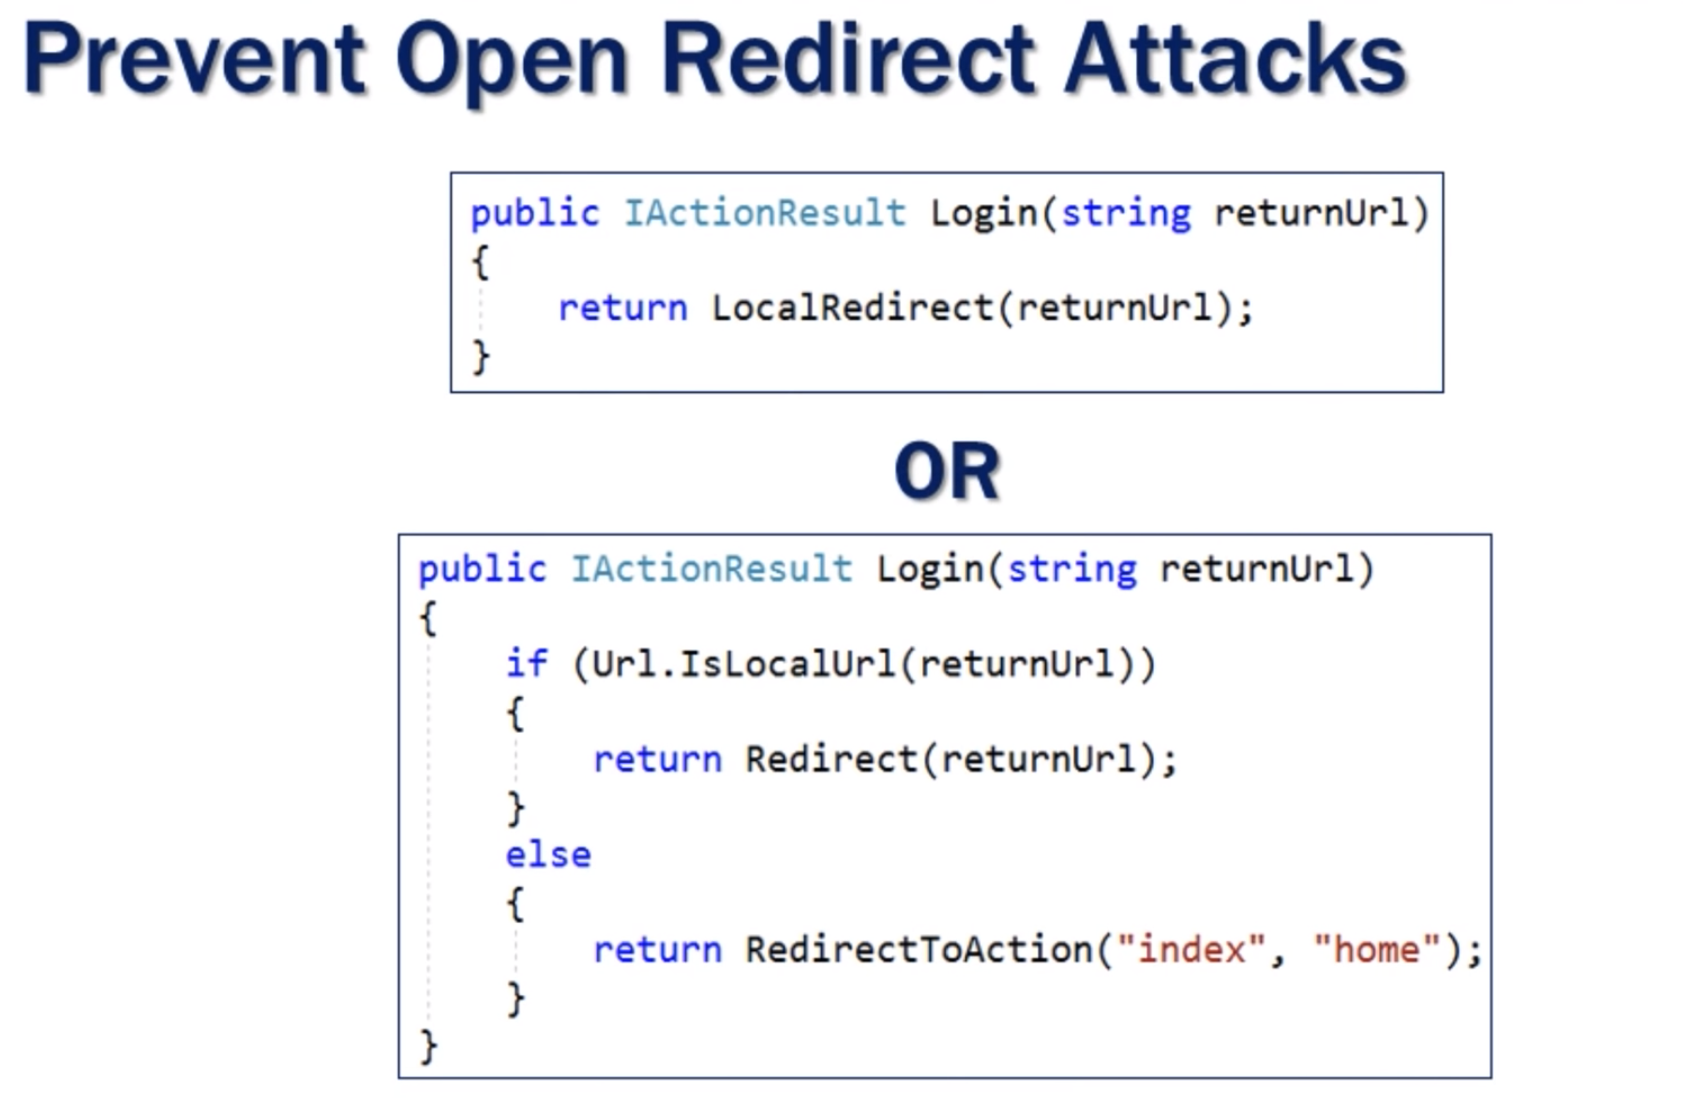 Prevent Open Redirect Attacks
public IActionResult Login(string returnUrl)
{
return LocalRedirect(returnUrl);
}
OR
public IActionResult Login(string returnUrl)
{
if (Url.IsLocalUrl(returnUrl))
{
return Redirect(returnUrl);
}
else
{
return RedirectToAction("index", "home");
}
}